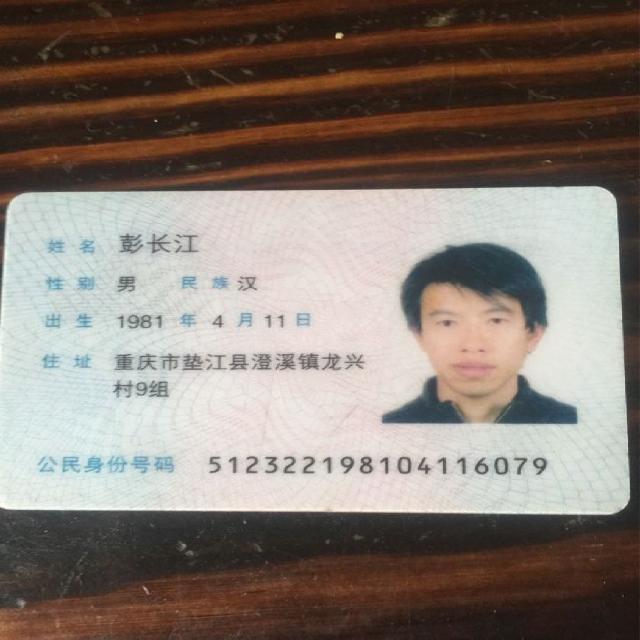 姓名 彭长江
性别 男 民族 汉
出生 1981 年 4 月 11 日
住址 重庆市垫江县澄溪镇龙兴
村9组
公民身份号码 512322198104116079